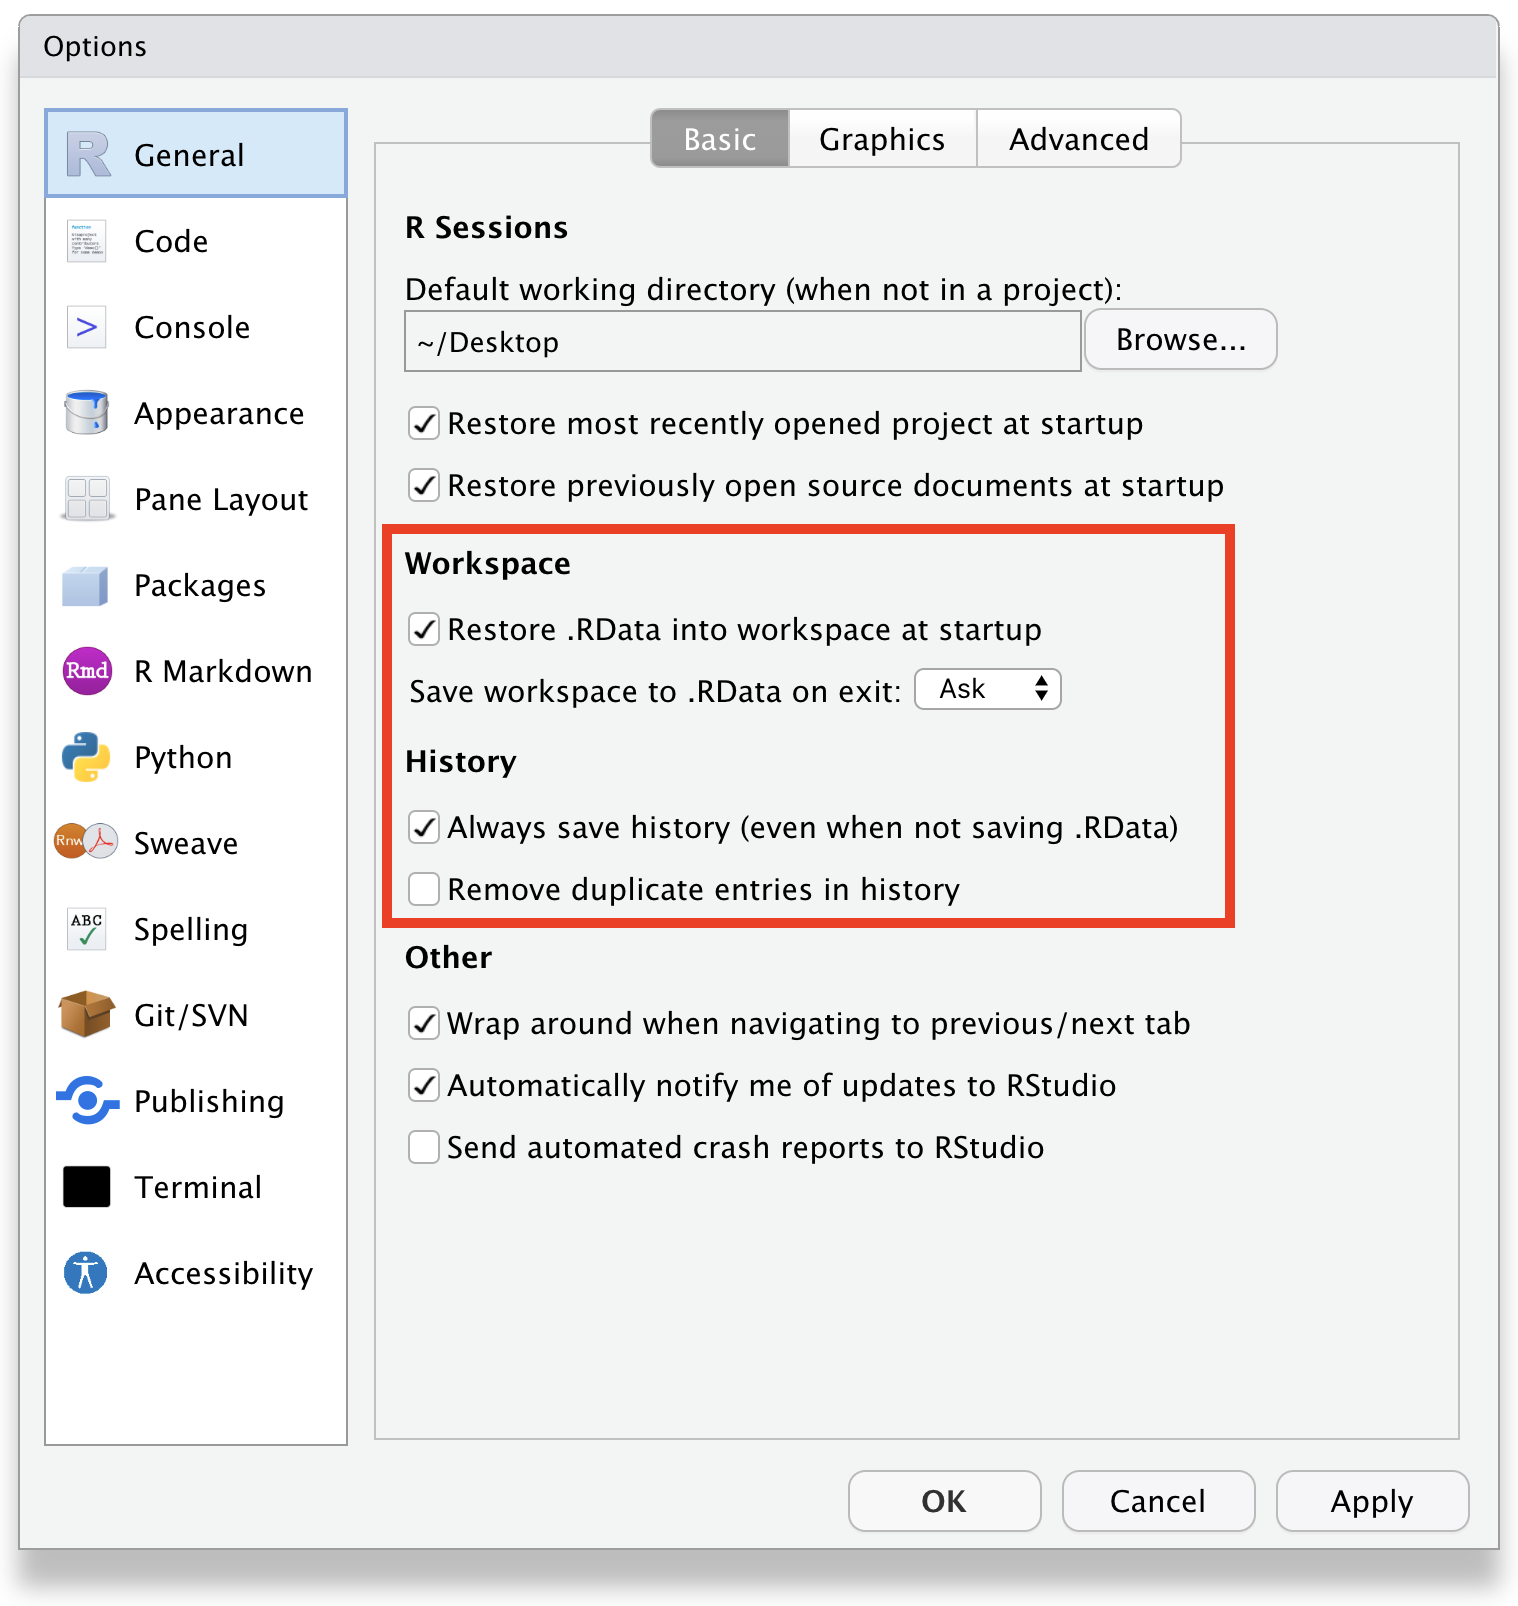 Options
General
Code
Console
Appearance
Pane Layout
Packages
Rmd
R Markdown
Python
Rnw
Sweave
ABC
Spelling
Git/SVN
Publishing
Terminal
Accessibility
Basic
Graphics
Advanced
R Sessions
Default working directory (when not in a project):
~/Desktop
Browse...
Restore most recently opened project at startup
Restore previously open source documents at startup
Workspace
Restore .RData into workspace at startup
Save workspace to .RData on exit:
Ask
History
Always save history (even when not saving .RData)
Remove duplicate entries in history
Other
Wrap around when navigating to previous/next tab
Automatically notify me of updates to RStudio
Send automated crash reports to RStudio
OK
Cancel
Apply